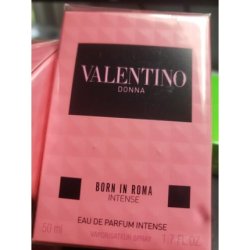 VALENTINO
DONNA
BORN IN ROMA
INTENSE
EAU DE PARFUM INTENSE
VAPORISATEUR SPRAY
50 ml 1.7 FL. OZ.